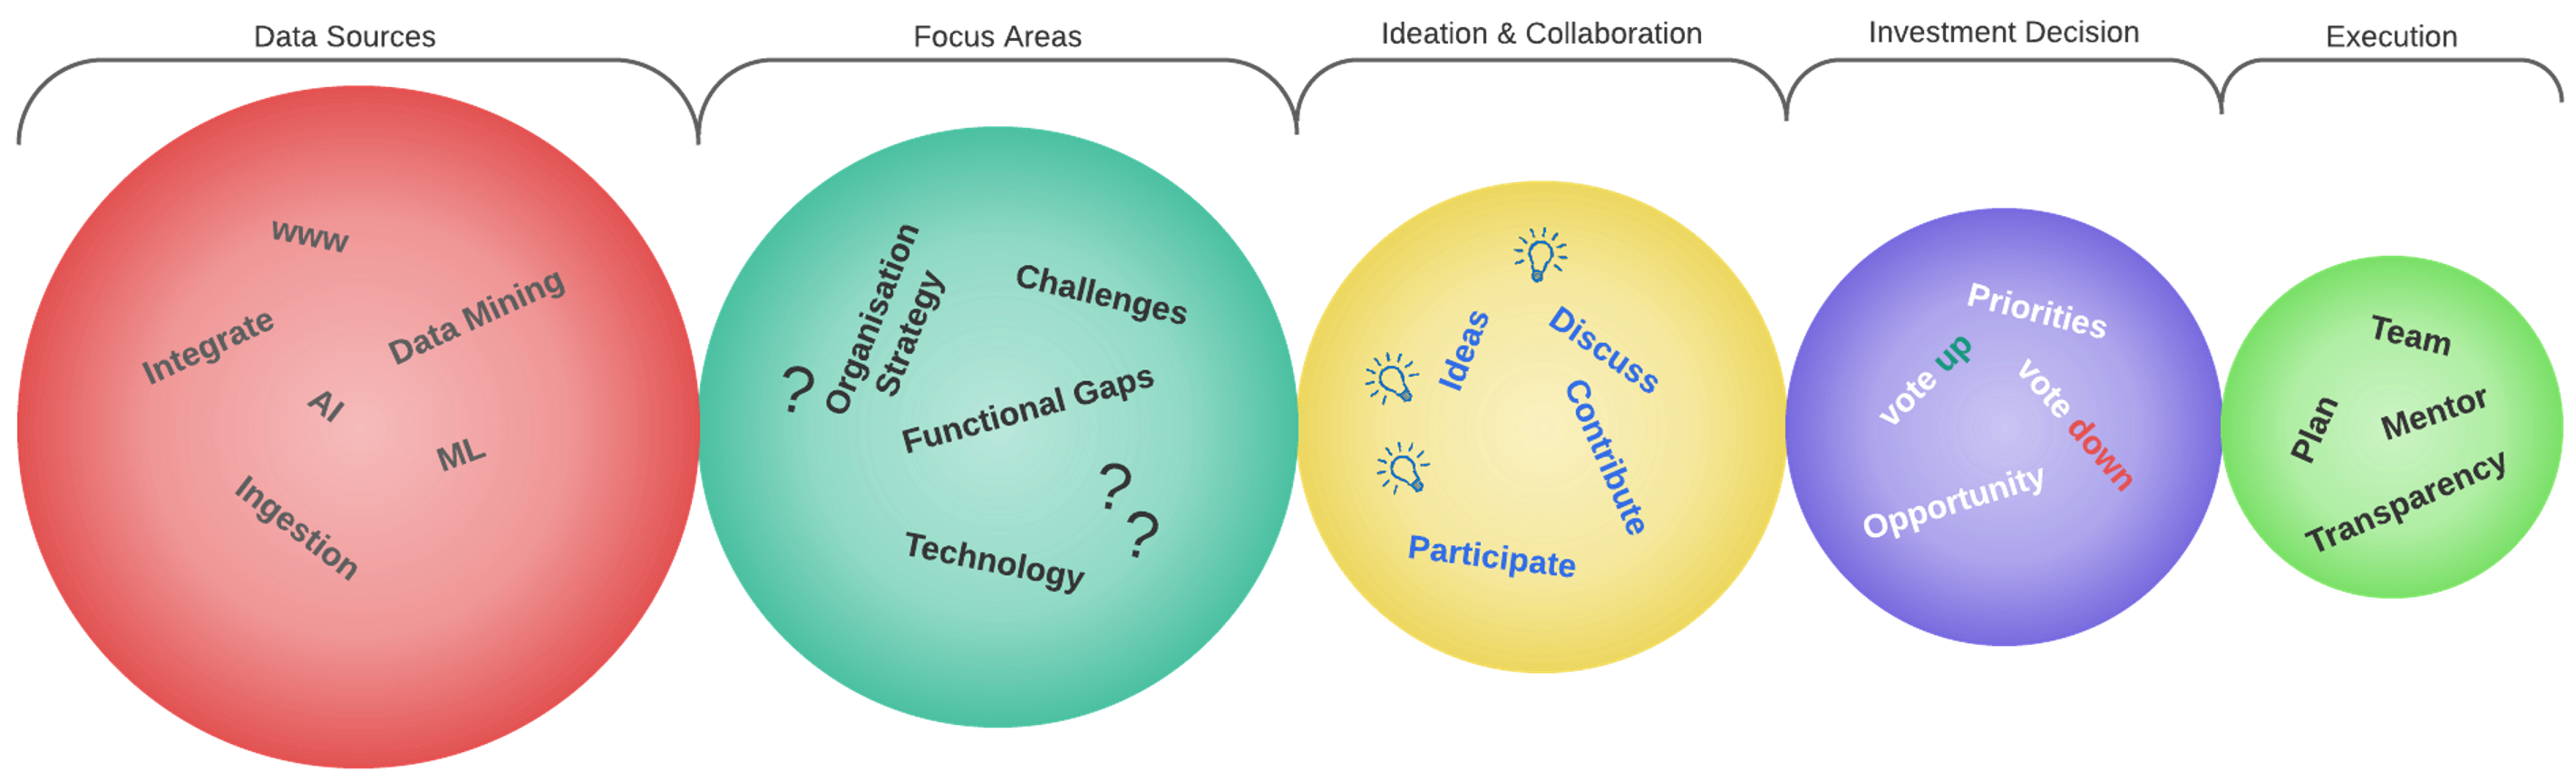 Data Sources
Focus Areas
Ideation & Collaboration
Investment Decision
Execution
www
Integrate
Data Mining
AI
ML
Ingestion
Organisation
Strategy
?
Challenges
Functional Gaps
?
?
Technology
Ideas
Discuss
Contribute
Participate
Priorities
vote up
vote down
Opportunity
Team
Plan
Mentor
Transparency